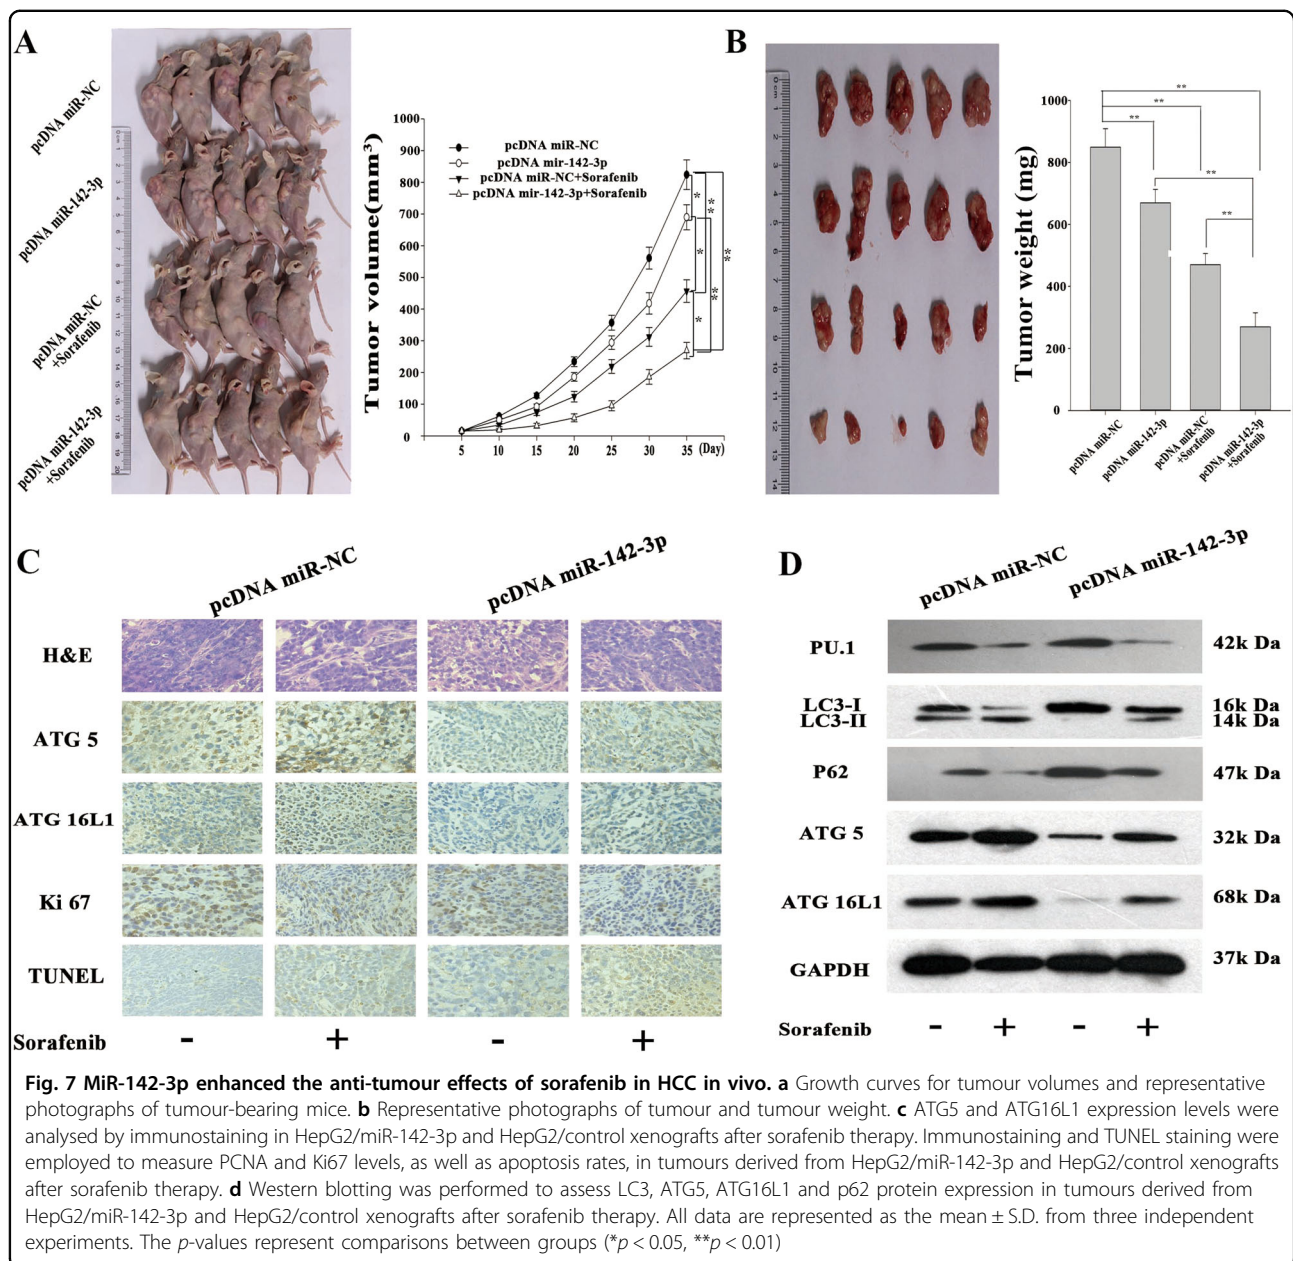 A
pcDNA miR-NC
pcDNA miR-142-3p
pcDNA miR-NC
+Sorafenib
pcDNA miR-142-3p
+Sorafenib
Tumor volume(mm³)
1000
900
800
700
600
500
400
300
200
100
0
pcDNA miR-NC
pcDNA mir-142-3p
pcDNA miR-NC+Sorafenib
pcDNA mir-142-3p+Sorafenib
*
**
*
**
**
*
5 10 15 20 25 30 35 (Day)
B
Tumor weight (mg)
1000
800
600
400
200
0
**
**
**
**
**
pcDNA miR-NC
pcDNA miR-142-3p
pcDNA miR-NC
+Sorafenib
pcDNA miR-142-3p
+Sorafenib
C
pcDNA miR-NC
pcDNA miR-142-3p
H&E
ATG 5
ATG 16L1
Ki 67
TUNEL
Sorafenib - + - +
D
pcDNA miR-NC
pcDNA miR-142-3p
PU.1 42k Da
LC3-I 16k Da
LC3-II 14k Da
P62 47k Da
ATG 5 32k Da
ATG 16L1 68k Da
GAPDH 37k Da
Sorafenib - + - +
Fig. 7 MiR-142-3p enhanced the anti-tumour effects of sorafenib in HCC in vivo. a Growth curves for tumour volumes and representative
photographs of tumour-bearing mice. b Representative photographs of tumour and tumour weight. c ATG5 and ATG16L1 expression levels were
analysed by immunostaining in HepG2/miR-142-3p and HepG2/control xenografts after sorafenib therapy. Immunostaining and TUNEL staining were
employed to measure PCNA and Ki67 levels, as well as apoptosis rates, in tumours derived from HepG2/miR-142-3p and HepG2/control xenografts
after sorafenib therapy. d Western blotting was performed to assess LC3, ATG5, ATG16L1 and p62 protein expression in tumours derived from
HepG2/miR-142-3p and HepG2/control xenografts after sorafenib therapy. All data are represented as the mean ± S.D. from three independent
experiments. The p-values represent comparisons between groups (*p < 0.05, **p < 0.01)